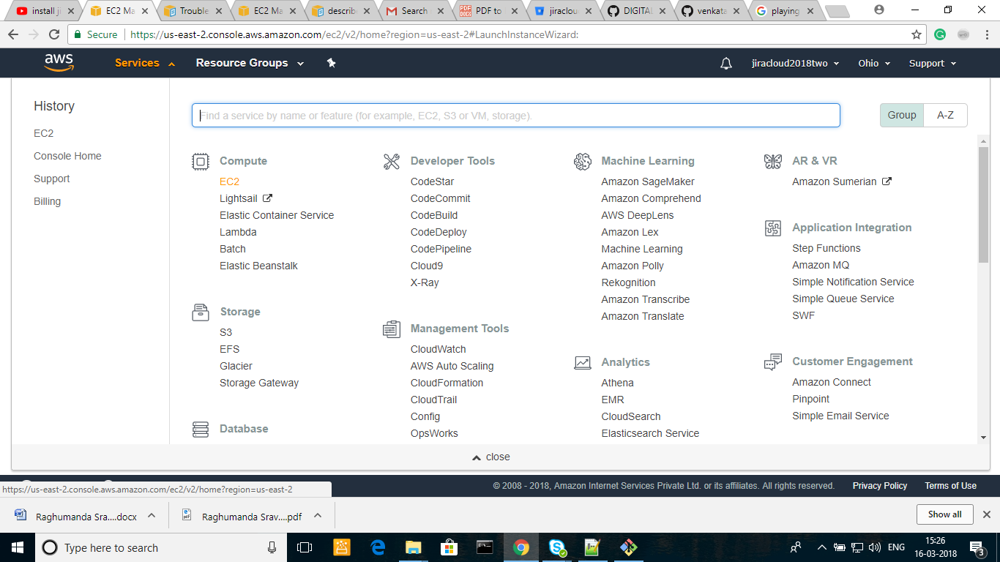 install ji
EC2 Ma
Trouble
EC2 Ma
describ
Search
PDF to
jiraclou
DIGITAL
venkata
playing
Secure
https://us-east-2.console.aws.amazon.com/ec2/v2/home?region=us-east-2#LaunchInstanceWizard:
aws
Services
Resource Groups
jiracloud2018two
Ohio
Support
History
EC2
Console Home
Support
Billing
Find a service by name or feature (for example, EC2, S3 or VM, storage).
Group
A-Z
Compute
EC2
Lightsail
Elastic Container Service
Lambda
Batch
Elastic Beanstalk
Storage
S3
EFS
Glacier
Storage Gateway
Database
Developer Tools
CodeStar
CodeCommit
CodeBuild
CodeDeploy
CodePipeline
Cloud9
X-Ray
Management Tools
CloudWatch
AWS Auto Scaling
CloudFormation
CloudTrail
Config
OpsWorks
Machine Learning
Amazon SageMaker
Amazon Comprehend
AWS DeepLens
Amazon Lex
Machine Learning
Amazon Polly
Rekognition
Amazon Transcribe
Amazon Translate
Analytics
Athena
EMR
CloudSearch
Elasticsearch Service
AR & VR
Amazon Sumerian
Application Integration
Step Functions
Amazon MQ
Simple Notification Service
Simple Queue Service
SWF
Customer Engagement
Amazon Connect
Pinpoint
Simple Email Service
close
https://us-east-2.console.aws.amazon.com/ec2/v2/home?region=us-east-2
© 2008 - 2018, Amazon Internet Services Private Ltd. or its affiliates. All rights reserved.
Privacy Policy
Terms of Use
Raghumanda Sra....docx
Raghumanda Srav....pdf
Show all
Type here to search
ENG
15:26
16-03-2018
3